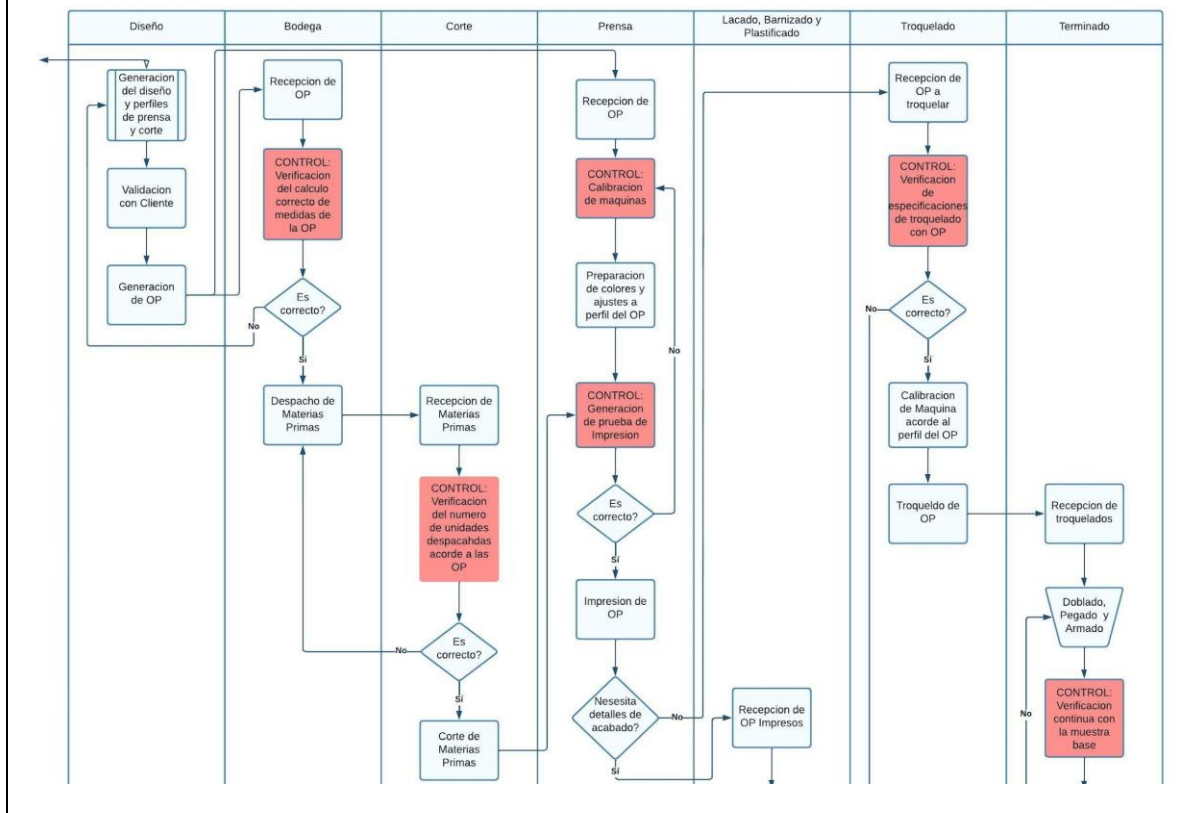 Diseño
Bodega
Corte
Prensa
Lacado, Barnizado y
Plastificado
Troquelado
Terminado
Generacion
del diseño
y perfiles
de prensa
y corte
Validacion
con Cliente
Generacion
de OP
Recepcion de
OP
CONTROL:
Verificacion
del calculo
correcto de
medidas de
la OP
Es
correcto?
No
Sí
Despacho de
Materias
Primas
Recepcion de
Materias
Primas
CONTROL:
Verificacion
del numero
de unidades
despacahdas
acorde a las
OP
Es
correcto?
No
Sí
Corte de
Materias
Primas
Recepcion de
OP
CONTROL:
Calibracion
de maquinas
Preparacion
de colores y
ajustes a
perfil del OP
CONTROL:
Generacion
de prueba de
Impresion
Es
correcto?
No
Sí
Impresion de
OP
Nesesita
detalles de
acabado?
No
Sí
Recepcion de
OP Impresos
Recepcion de
OP a
troquelar
CONTROL:
Verificacion
de
especificaciones
de troquelado
con OP
Es
correcto?
No
Sí
Calibracion
de Maquina
acorde al
perfil del OP
Troqueldo de
OP
Recepcion de
troquelados
Doblado,
Pegado y
Armado
CONTROL:
Verificacion
continua con
la muestra
base
No